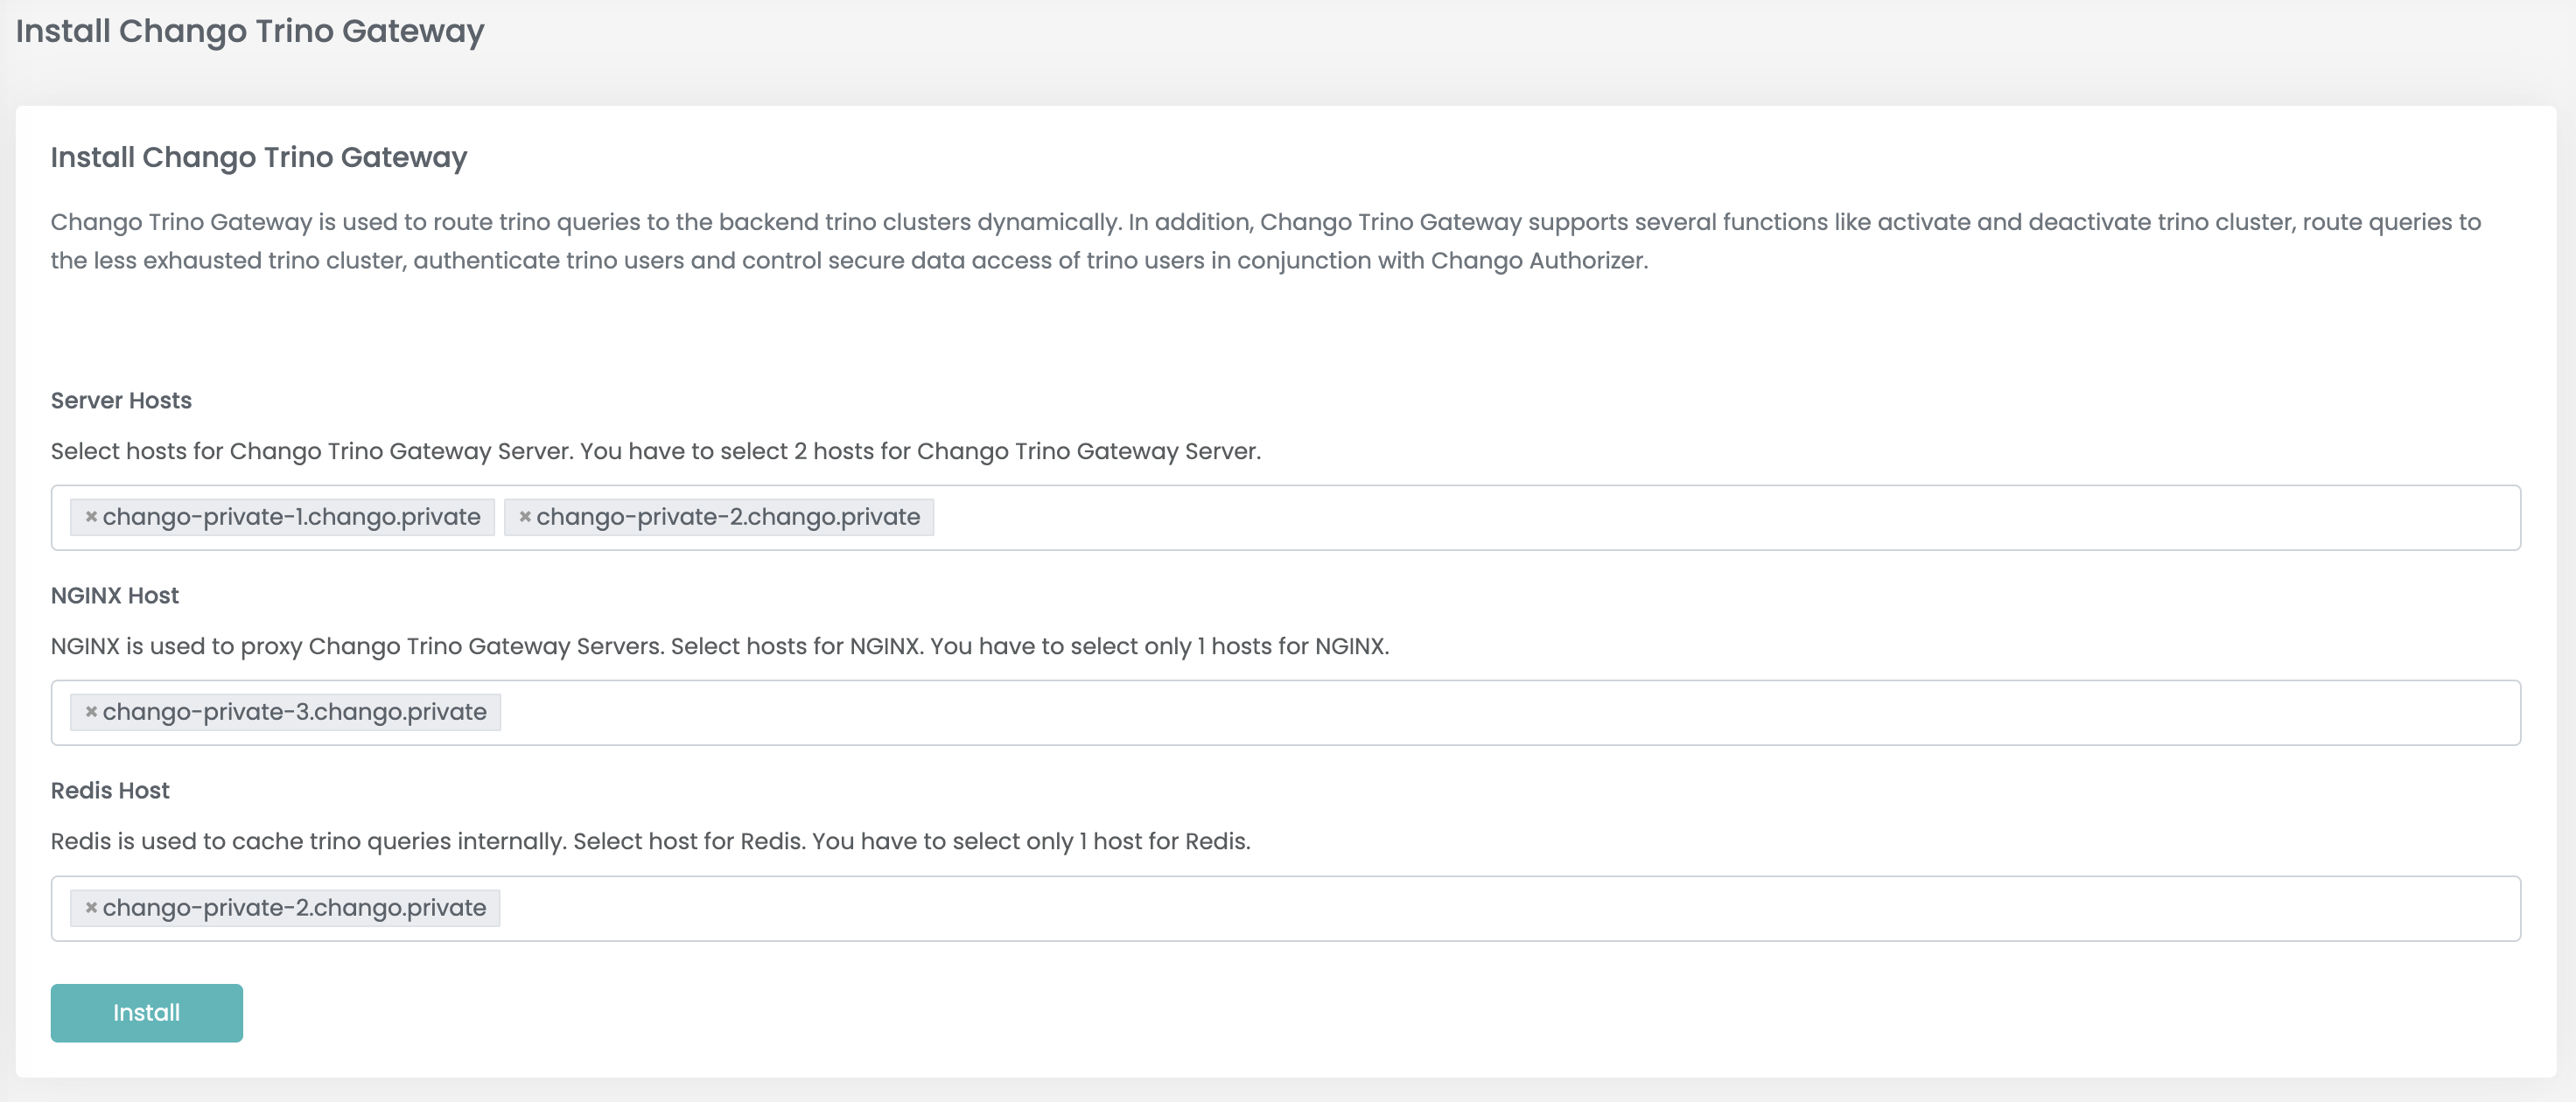 Install Chango Trino Gateway
Install Chango Trino Gateway
Chango Trino Gateway is used to route trino queries to the backend trino clusters dynamically. In addition, Chango Trino Gateway supports several functions like activate and deactivate trino cluster, route queries to
the less exhausted trino cluster, authenticate trino users and control secure data access of trino users in conjunction with Chango Authorizer.
Server Hosts
Select hosts for Chango Trino Gateway Server. You have to select 2 hosts for Chango Trino Gateway Server.
× chango-private-1.chango.private × chango-private-2.chango.private
NGINX Host
NGINX is used to proxy Chango Trino Gateway Servers. Select hosts for NGINX. You have to select only 1 hosts for NGINX.
× chango-private-3.chango.private
Redis Host
Redis is used to cache trino queries internally. Select host for Redis. You have to select only 1 host for Redis.
× chango-private-2.chango.private
Install